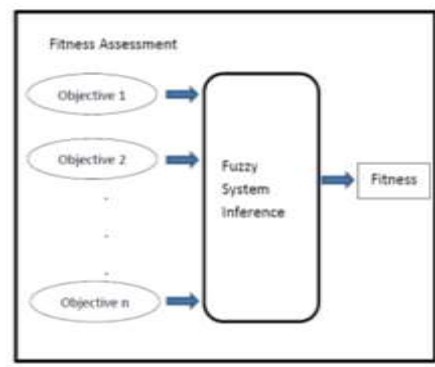 Fitness Assessment
Objective 1
Objective 2
.
.
.
Objective n
Fuzzy
System
Inference
Fitness